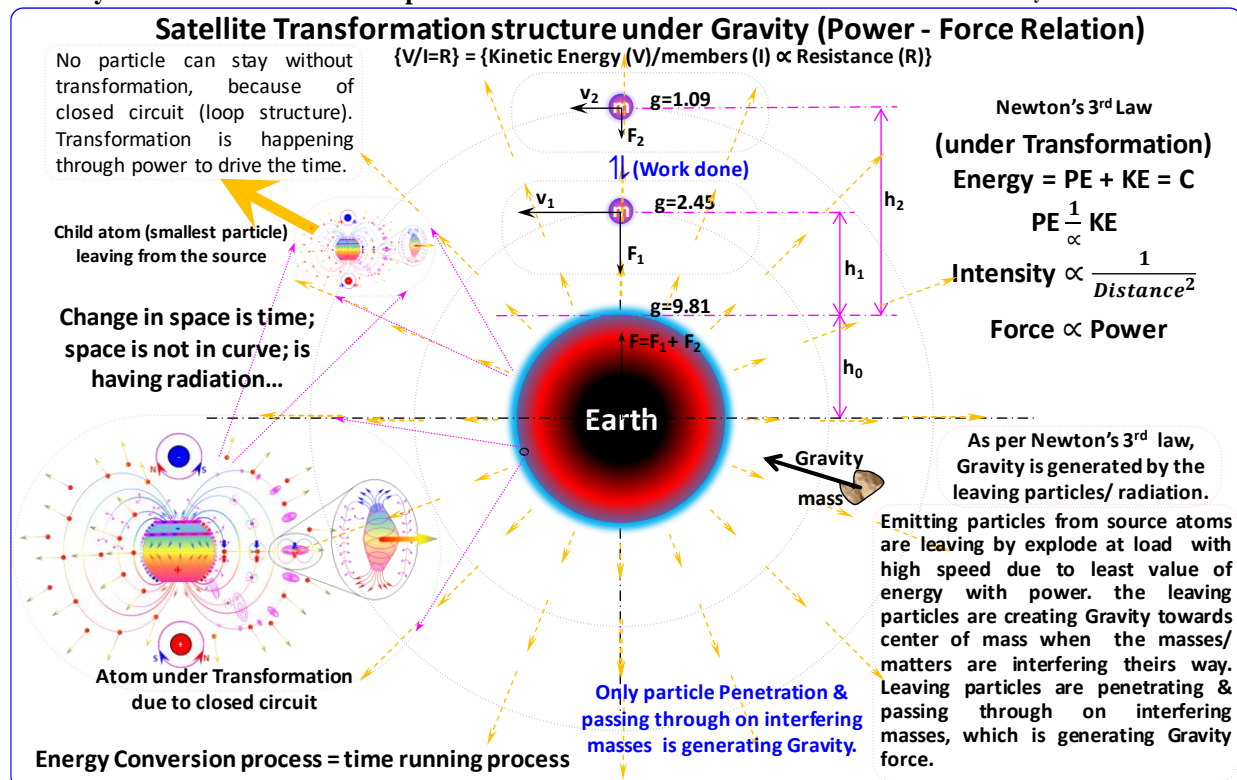 Satellite Transformation structure under Gravity (Power - Force Relation)
{V/I=R} = {Kinetic Energy (V)/members (I) ∝ Resistance (R)}
No particle can stay without
transformation, because of
closed circuit (loop structure).
Transformation is happening
through power to drive the time.
Child atom (smallest particle)
leaving from the source
Change in space is time;
space is not in curve; is
having radiation...
v2
m
g=1.09
F2
(Work done)
v1
m
g=2.45
F1
g=9.81
F=F1+ F2
Earth
h2
h1
h0
Newton's 3rd Law
(under Transformation)
Energy = PE + KE = C
PE 1/∝ KE
Intensity ∝ 1/Distance²
Force ∝ Power
Gravity
mass
As per Newton's 3rd law,
Gravity is generated by the
leaving particles/ radiation.
Emitting particles from source atoms
are leaving by explode at load with
high speed due to least value of
energy with power. the leaving
particles are creating Gravity towards
center of mass when the masses/
matters are interfering theirs way.
Leaving particles are penetrating &
passing through on interfering
masses, which is generating Gravity
force.
-
N S
-
+
+
S N
Atom under Transformation
due to closed circuit
Only particle Penetration &
passing through on interfering
masses is generating Gravity.
Energy Conversion process = time running process